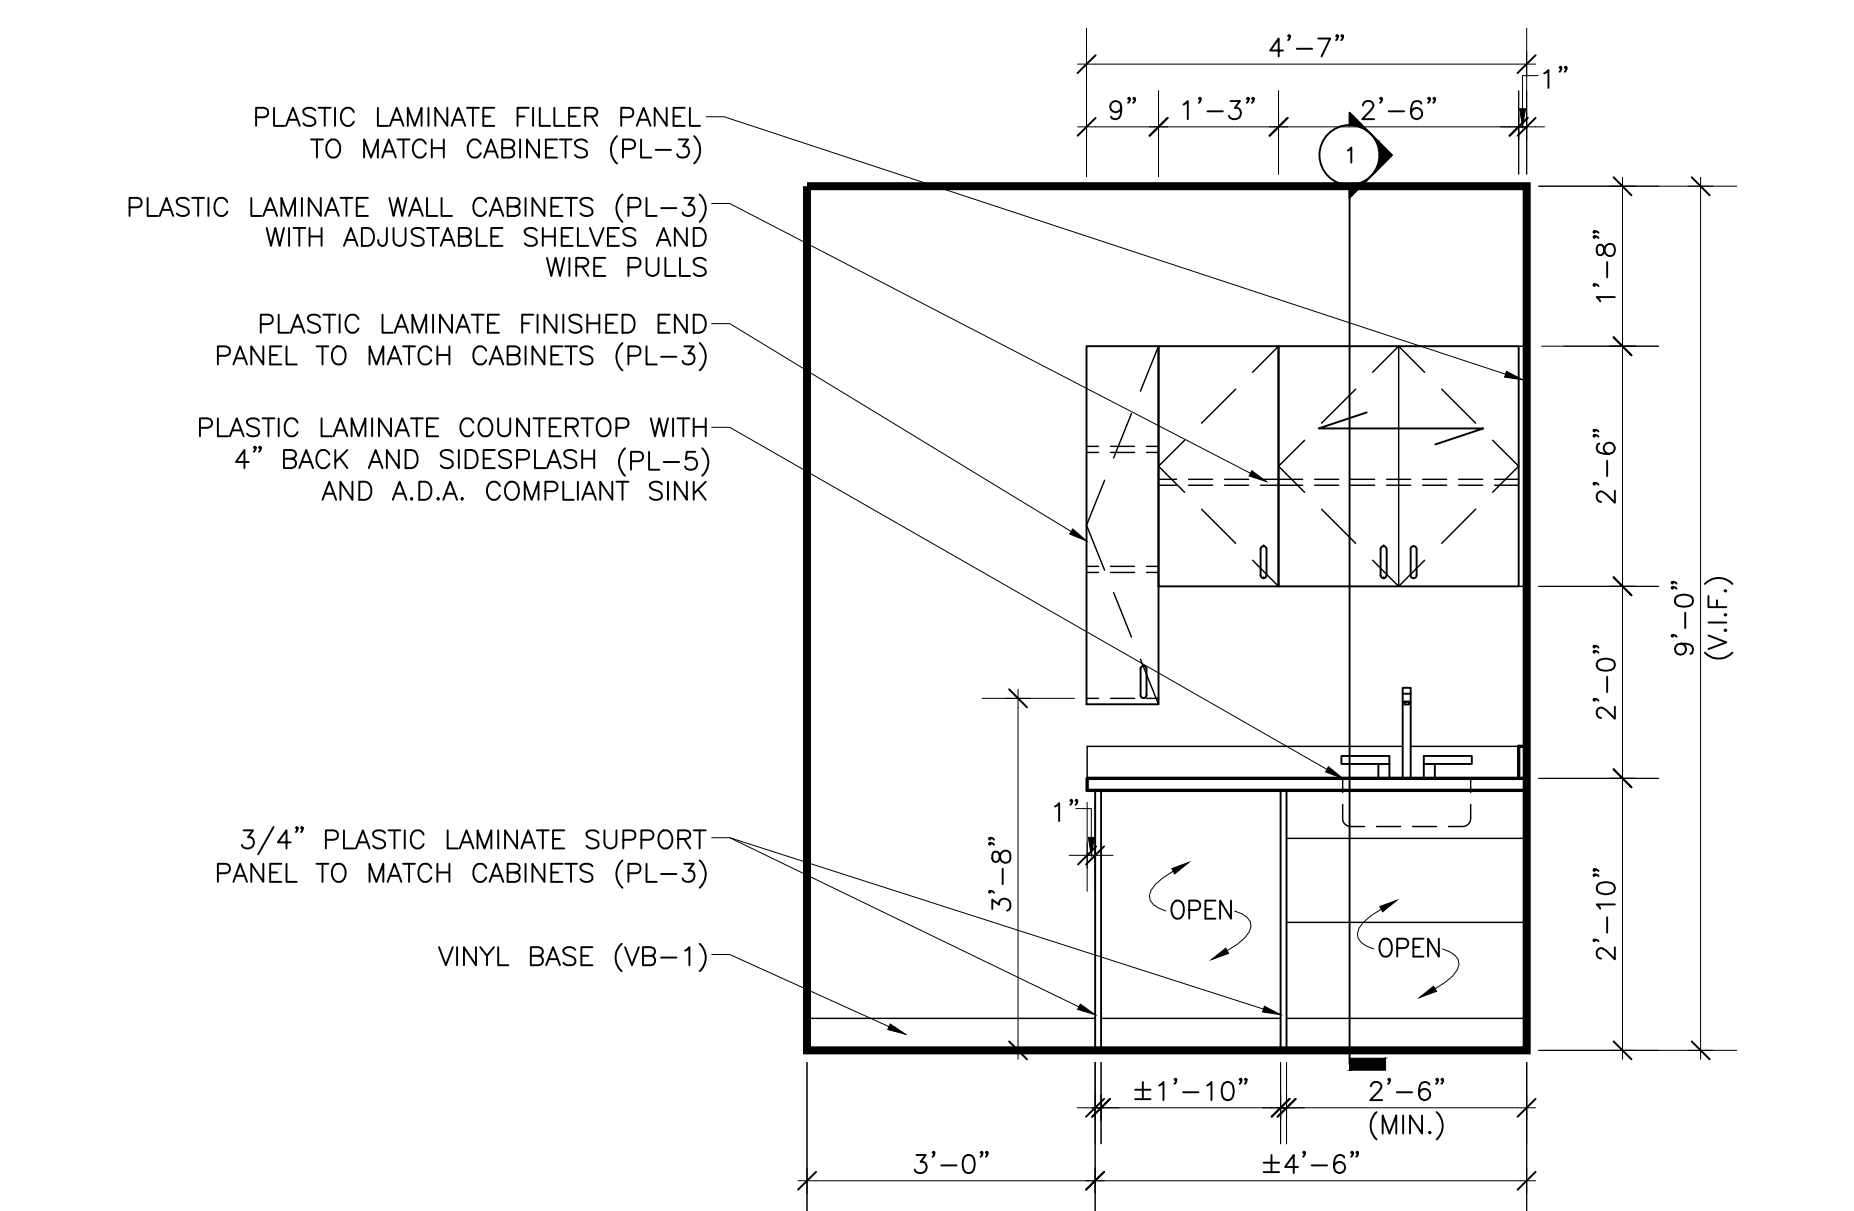 4’–7”
1”
9”
1’–3”
2’–6”
1
PLASTIC LAMINATE FILLER PANEL
TO MATCH CABINETS (PL–3)
PLASTIC LAMINATE WALL CABINETS (PL–3)
WITH ADJUSTABLE SHELVES AND
WIRE PULLS
PLASTIC LAMINATE FINISHED END
PANEL TO MATCH CABINETS (PL–3)
PLASTIC LAMINATE COUNTERTOP WITH
4” BACK AND SIDESPLASH (PL–5)
AND A.D.A. COMPLIANT SINK
3/4” PLASTIC LAMINATE SUPPORT
PANEL TO MATCH CABINETS (PL–3)
VINYL BASE (VB–1)
1’–8”
2’–6”
2’–0”
2’–10”
9’–0”
(V.I.F.)
1”
3’–8”
OPEN
OPEN
±1’–10”
2’–6”
(MIN.)
3’–0”
±4’–6”